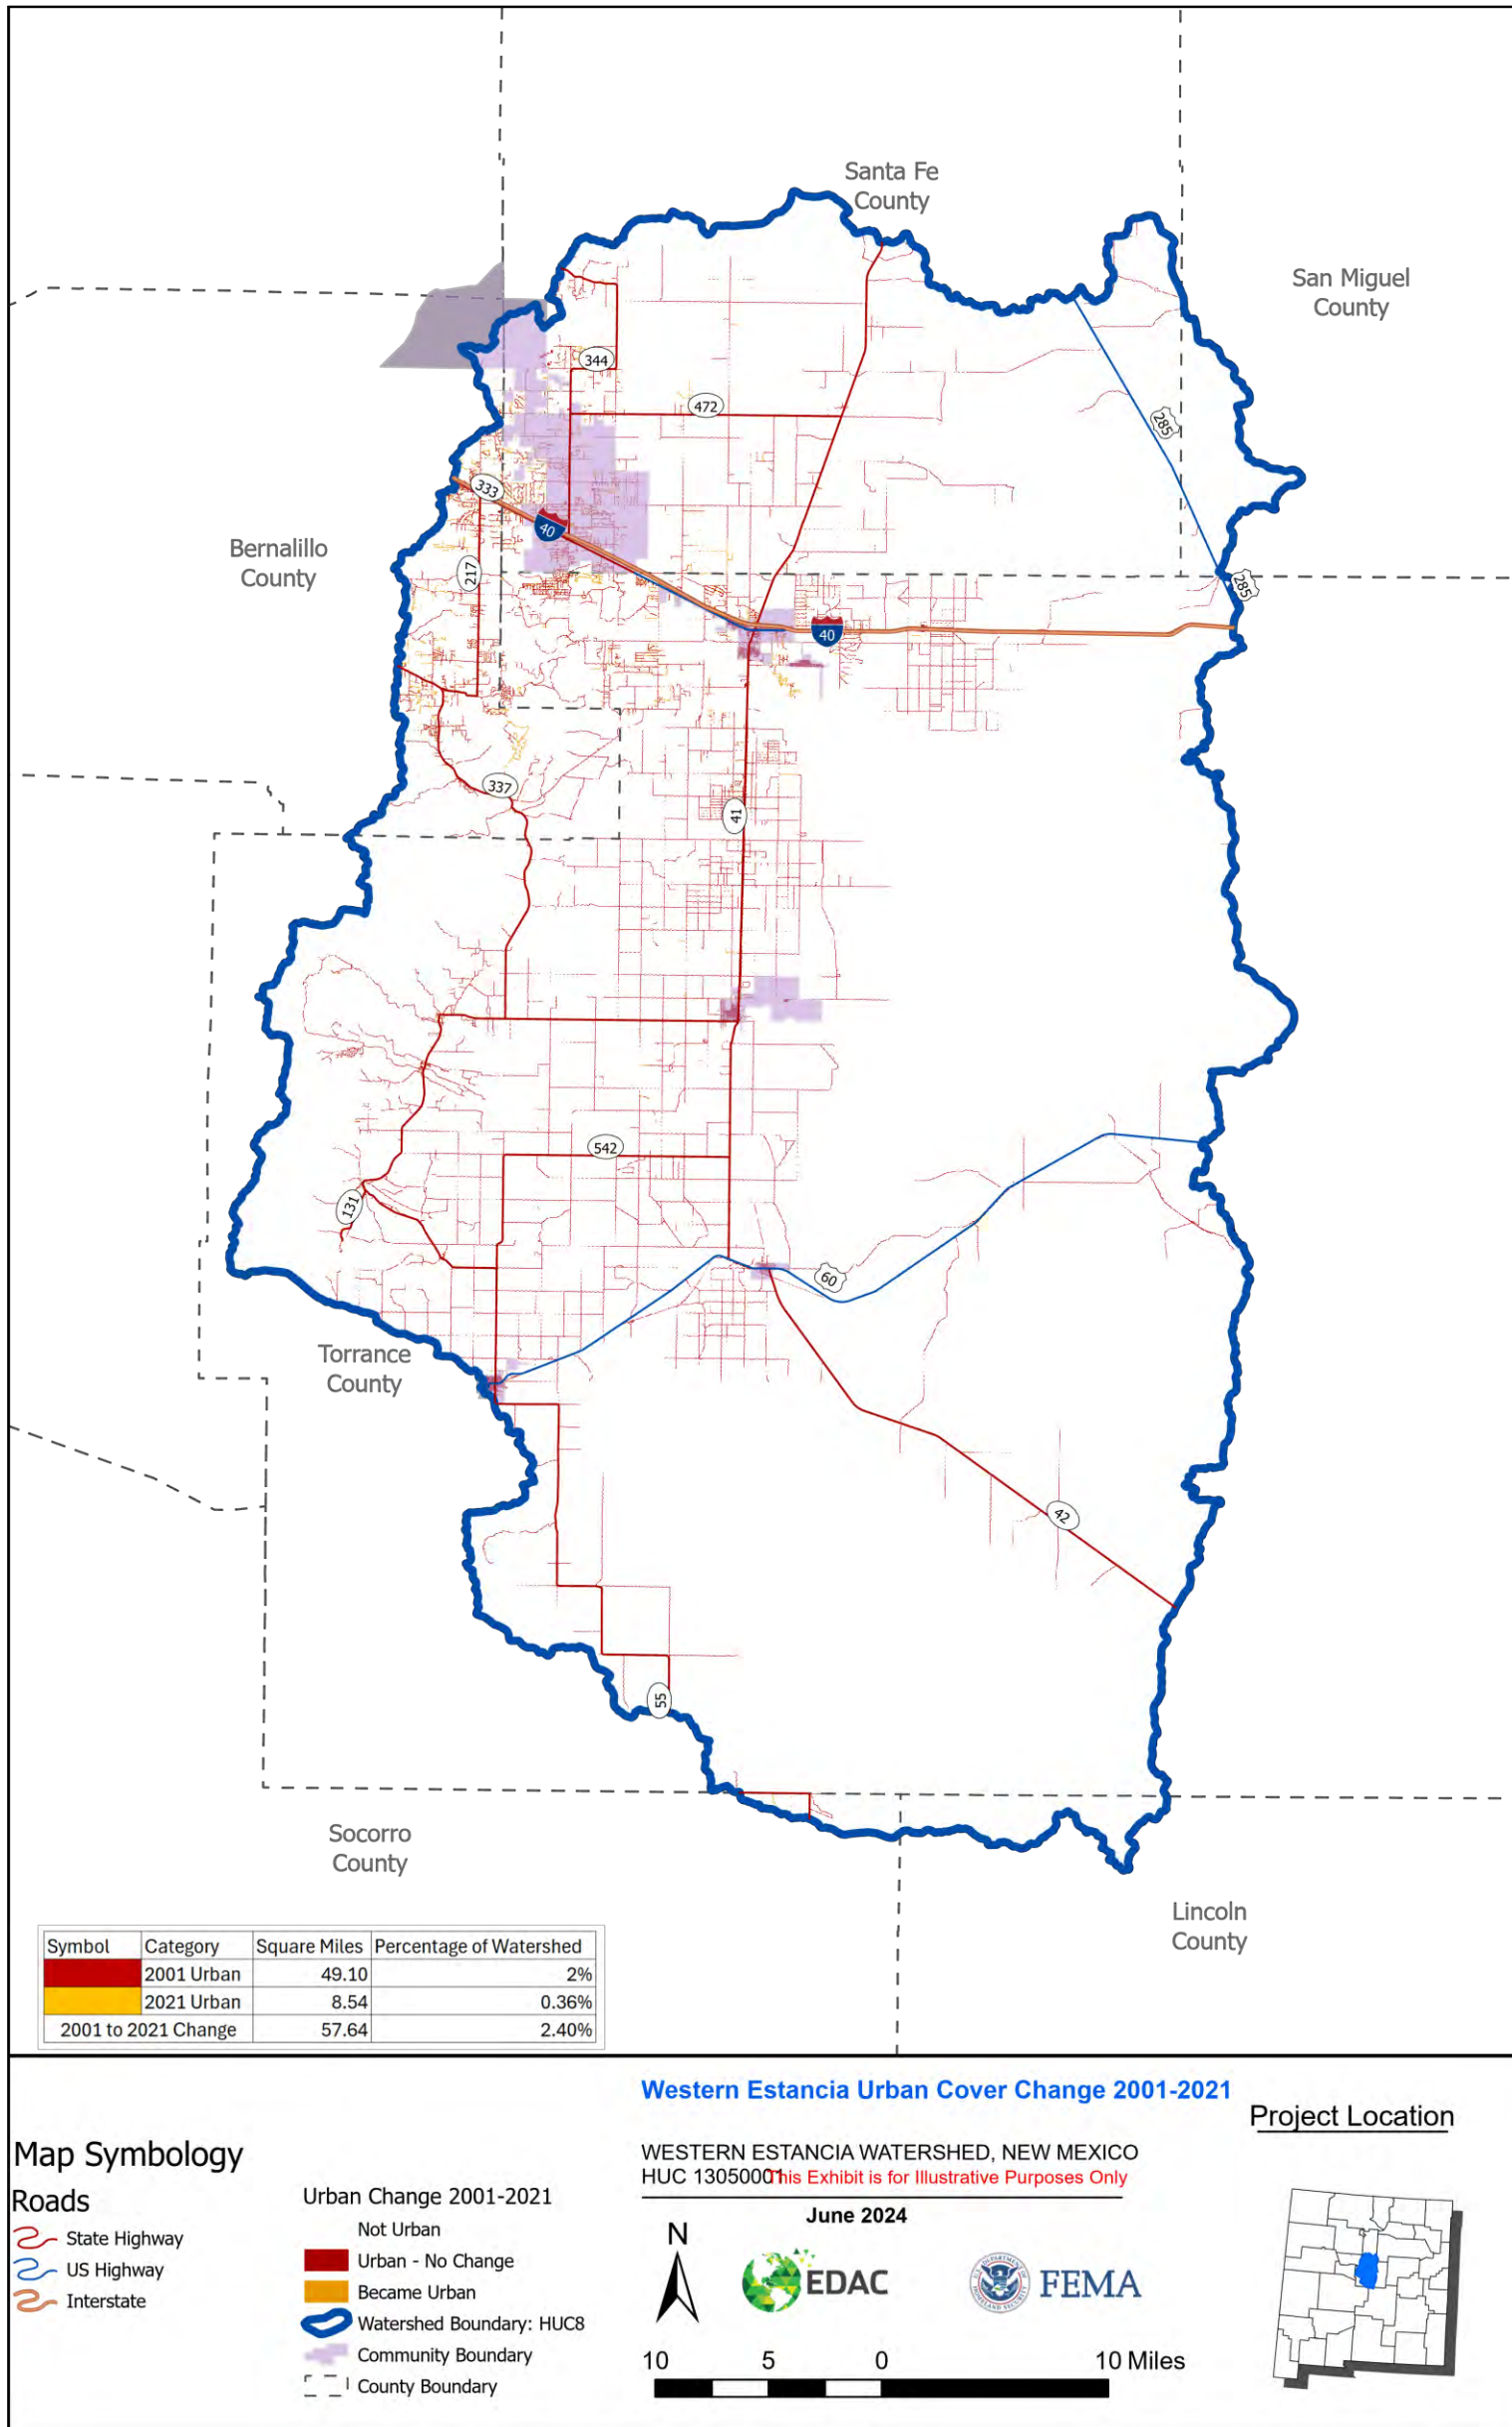 Santa Fe
County
San Miguel
County
344
472
285
333
40
Bernalillo
County
217
285
40
337
41
542
131
60
Torrance
County
42
55
Socorro
County
Lincoln
County
Symbol Category Square Miles Percentage of Watershed
2001 Urban 49.10 2%
2021 Urban 8.54 0.36%
2001 to 2021 Change 57.64 2.40%
Western Estancia Urban Cover Change 2001-2021
Project Location
WESTERN ESTANCIA WATERSHED, NEW MEXICO
HUC 13050001
This Exhibit is for Illustrative Purposes Only
June 2024
Map Symbology
Roads
State Highway
US Highway
Interstate
Urban Change 2001-2021
Not Urban
Urban - No Change
Became Urban
Watershed Boundary: HUC8
Community Boundary
County Boundary
N
EDAC
FEMA
10 5 0 10 Miles